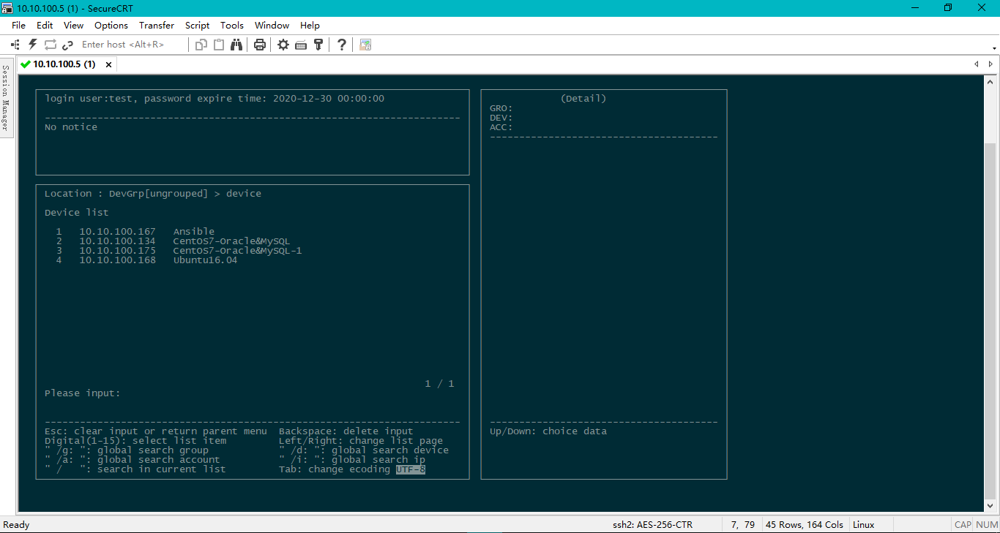 10.10.100.5 (1) - SecureCRT
File Edit View Options Transfer Script Tools Window Help
Enter host <Alt+R>
Session Manager
10.10.100.5 (1)
login user:test, password expire time: 2020-12-30 00:00:00
-----------------------------------------------------------------------
No notice
Location : DevGrp[ungrouped] > device
Device list
1 10.10.100.167 Ansible
2 10.10.100.134 CentOS7-Oracle&MySQL
3 10.10.100.175 CentOS7-Oracle&MySQL-1
4 10.10.100.168 Ubuntu16.04
1 / 1
Please input:
-----------------------------------------------------------------------
Esc: clear input or return parent menu Backspace: delete input
Digital(1-15): select list item Left/Right: change list page
" /g: ": global search group " /d: ": global search device
" /a: ": global search account " /i: ": global search ip
" / ": search in current list Tab: change ecoding UTF-8
(Detail)
GRO:
DEV:
ACC:
---------------------------------------
---------------------------------------
Up/Down: choice data
Ready ssh2: AES-256-CTR 7, 79 45 Rows, 164 Cols Linux CAP NUM